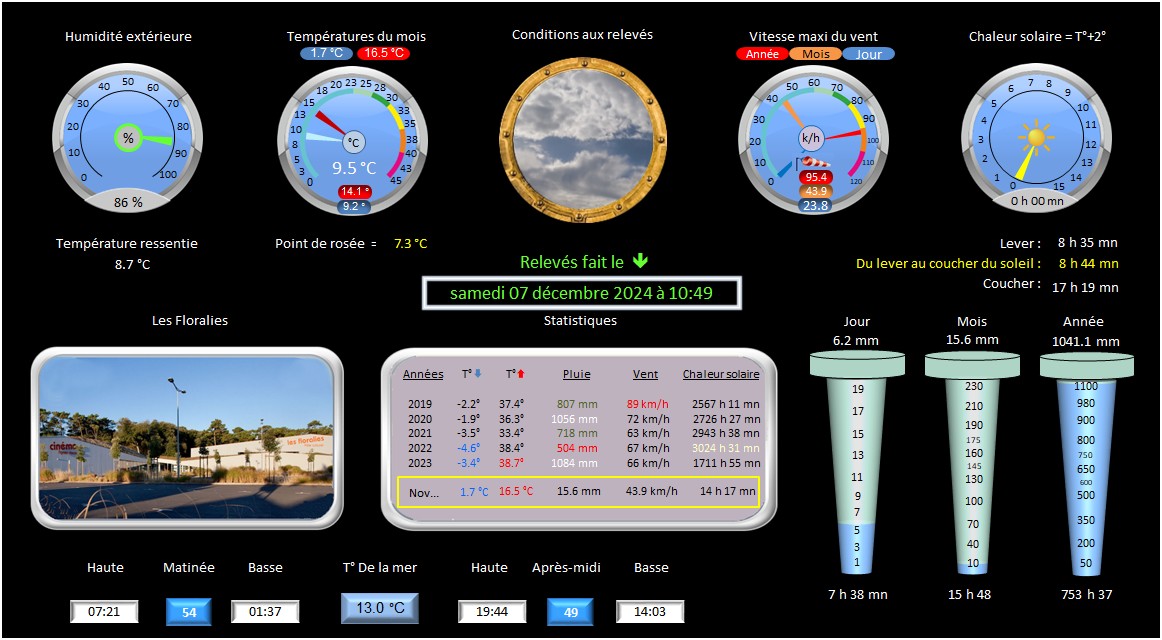 Humidité extérieure
Températures du mois
1.7 °C 16.5 °C
Conditions aux relevés
Vitesse maxi du vent
Année Mois Jour
Chaleur solaire = T°+2°
0 10 20 30 40 50 60 70 80 90 100
%
86 %
0 3 5 8 10 13 15 18 20 23 25 28 30 33 35 38 40 43 45
°C
9.5 °C
14.1 °
9.2 °
0 10 20 30 40 50 60 70 80 90 100 110 120
k/h
95.4
43.9
23.8
0 1 2 3 4 5 6 7 8 9 10 11 12 13 14 15
0 h 00 mn
Température ressentie
8.7 °C
Point de rosée = 7.3 °C
Relevés fait le
samedi 07 décembre 2024 à 10:49
Lever : 8 h 35 mn
Du lever au coucher du soleil : 8 h 44 mn
Coucher : 17 h 19 mn
Les Floralies
cinéma
les floralies
Statistiques
Années T° T° Pluie Vent Chaleur solaire
2019 -2.2° 37.4° 807 mm 89 km/h 2567 h 11 mn
2020 -1.9° 36.3° 1056 mm 72 km/h 2726 h 27 mn
2021 -3.5° 33.4° 718 mm 63 km/h 2943 h 38 mn
2022 -4.6° 38.4° 504 mm 67 km/h 3024 h 31 mn
2023 -3.4° 38.7° 1084 mm 66 km/h 1711 h 55 mn
Nov... 1.7 °C 16.5 °C 15.6 mm 43.9 km/h 14 h 17 mn
Jour
6.2 mm
19
17
15
13
11
9
7
5
3
1
7 h 38 mn
Mois
15.6 mm
230
210
190
175
160
145
130
100
70
40
10
15 h 48
Année
1041.1 mm
1100
980
900
800
750
650
600
500
350
200
50
753 h 37
Haute Matinée Basse T° De la mer Haute Après-midi Basse
07:21 54 01:37 13.0 °C 19:44 49 14:03